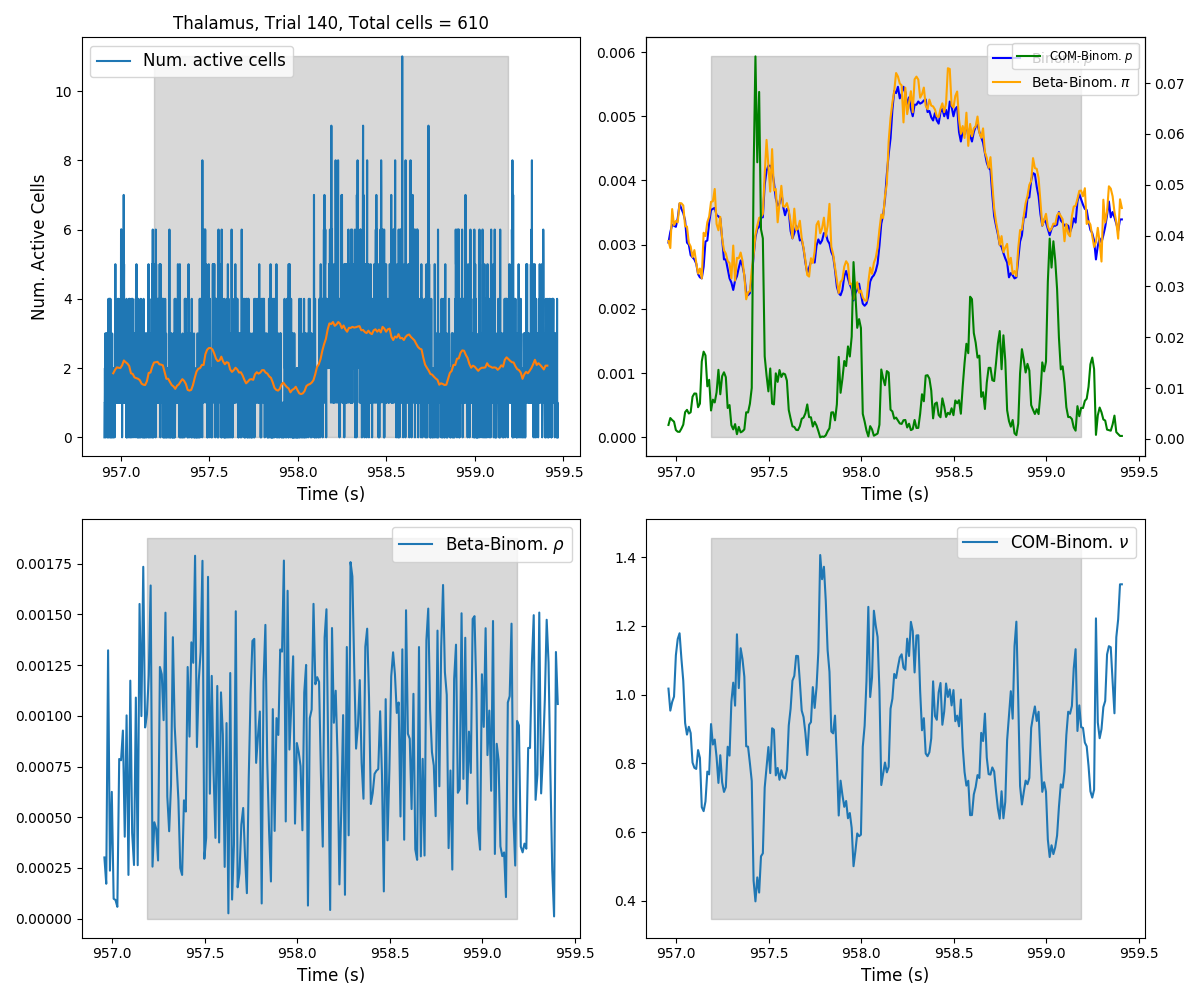 Thalamus, Trial 140, Total cells = 610
Num. active cells
10
8
6
4
2
0
Num. Active Cells
957.0 957.5 958.0 958.5 959.0 959.5
Time (s)
COM-Binom. p
Beta-Binom. π
0.006
0.005
0.004
0.003
0.002
0.001
0.000
0.07
0.06
0.05
0.04
0.03
0.02
0.01
0.00
957.0 957.5 958.0 958.5 959.0 959.5
Time (s)
Beta-Binom. ρ
0.00175
0.00150
0.00125
0.00100
0.00075
0.00050
0.00025
0.00000
957.0 957.5 958.0 958.5 959.0 959.5
Time (s)
COM-Binom. ν
1.4
1.2
1.0
0.8
0.6
0.4
957.0 957.5 958.0 958.5 959.0 959.5
Time (s)